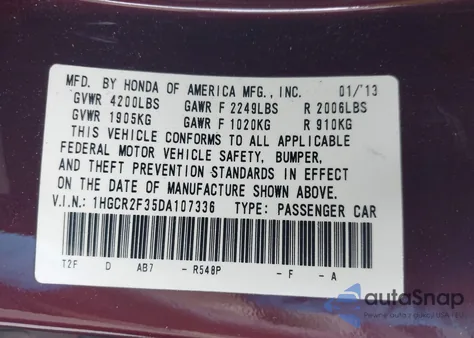 MFD. BY HONDA OF AMERICA MFG., INC. 01/13
GVWR 4200LBS GAWR F 2249LBS R 2006LBS
GVWR 1905KG GAWR F 1020KG R 910KG
THIS VEHICLE CONFORMS TO ALL APPLICABLE
FEDERAL MOTOR VEHICLE SAFETY, BUMPER,
AND THEFT PREVENTION STANDARDS IN EFFECT
ON THE DATE OF MANUFACTURE SHOWN ABOVE.
V.I.N.: 1HGCR2F35DA107336 TYPE: PASSENGER CAR
T2F D AB7 - R548P - F - A
autoSnap